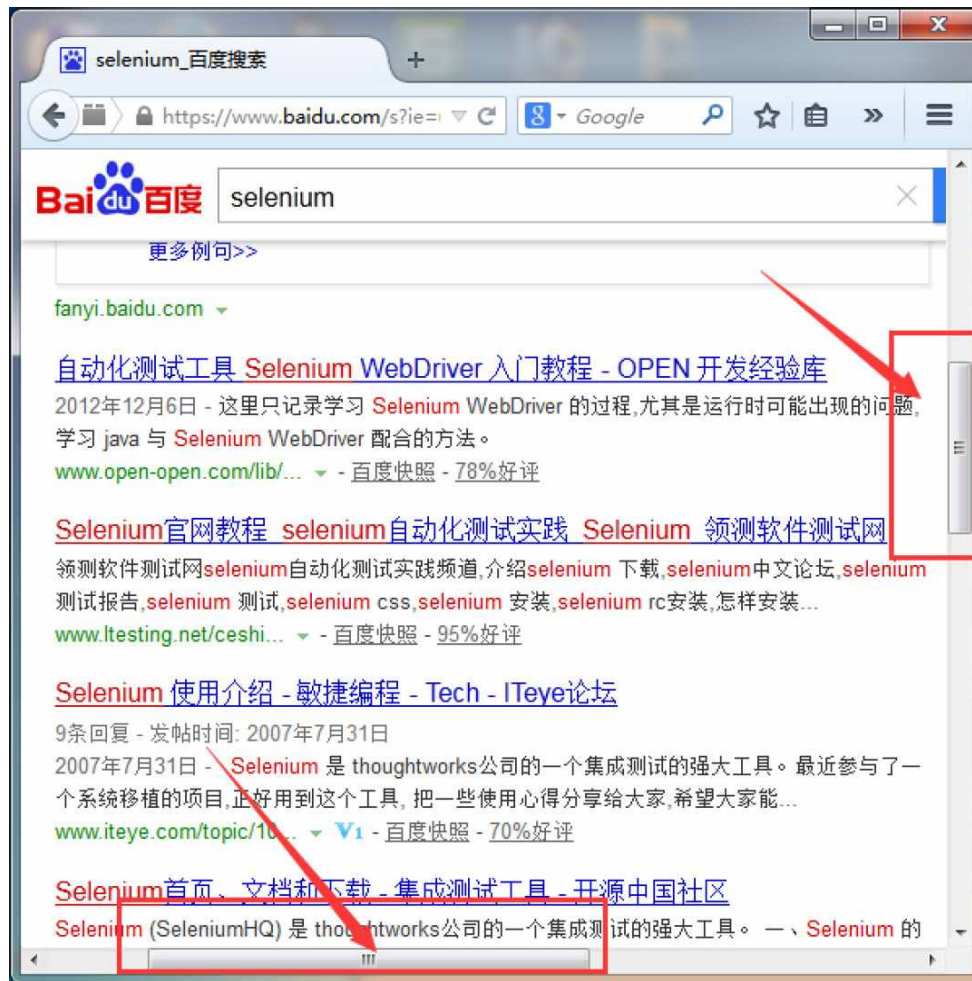 selenium_百度搜索
https://www.baidu.com/s?ie=
Google
Bai du 百度
selenium
更多例句>>
fanyi.baidu.com
自动化测试工具 Selenium WebDriver 入门教程 - OPEN 开发经验库
2012年12月6日 - 这里只记录学习 Selenium WebDriver 的过程,尤其是运行时可能出现的问题,
学习 java 与 Selenium WebDriver 配合的方法。
www.open-open.com/lib/... - 百度快照 - 78%好评
Selenium官网教程_selenium自动化测试实践_Selenium_领测软件测试网
领测软件测试网selenium自动化测试实践频道,介绍selenium 下载,selenium中文论坛,selenium
测试报告,selenium 测试,selenium css,selenium 安装,selenium rc安装,怎样安装...
www.ltesting.net/ceshi... - 百度快照 - 95%好评
Selenium 使用介绍 - 敏捷编程 - Tech - ITeye论坛
9条回复 - 发帖时间: 2007年7月31日
2007年7月31日 - Selenium 是 thoughtworks公司的一个集成测试的强大工具。最近参与了一
个系统移植的项目,正好用到这个工具, 把一些使用心得分享给大家,希望大家能...
www.iteye.com/topic/10... V1 - 百度快照 - 70%好评
Selenium首页、文档和下载 - 集成测试工具 - 开源中国社区
Selenium (SeleniumHQ) 是 thoughtworks公司的一个集成测试的强大工具。 一、Selenium 的